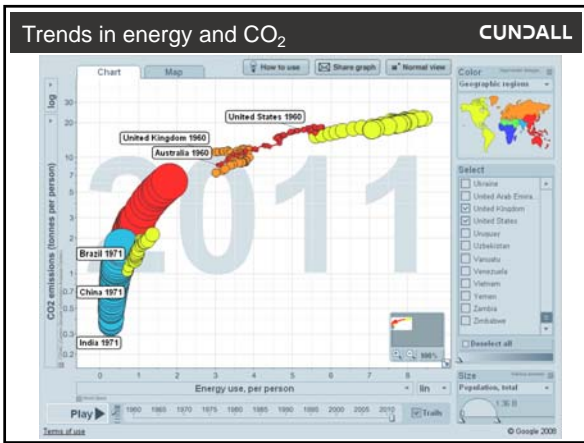 Trends in energy and CO2
CUNDALL
Chart
Map
How to use
Share graph
Normal view
Color
Geographic regions
log
CO2 emissions (tonnes per person)
30
20
10
7
5
3
2
1
0.7
0.5
0.3
0.2
2011
United States 1960
United Kingdom 1960
Australia 1960
Brazil 1971
China 1971
India 1971
100%
Select
Ukraine
United Arab Emira
United Kingdom
United States
Uruguay
Uzbekistan
Vanuatu
Venezuela
Vietnam
Yemen
Zambia
Zimbabwe
Deselect all
0
1
2
3
4
5
6
7
8
Energy use, per person
lin
Size
Population, total
1.35 B
Play
1960 1965 1970 1975 1980 1985 1990 1995 2000 2005 2010
Trails
Terms of use
© Google 2008